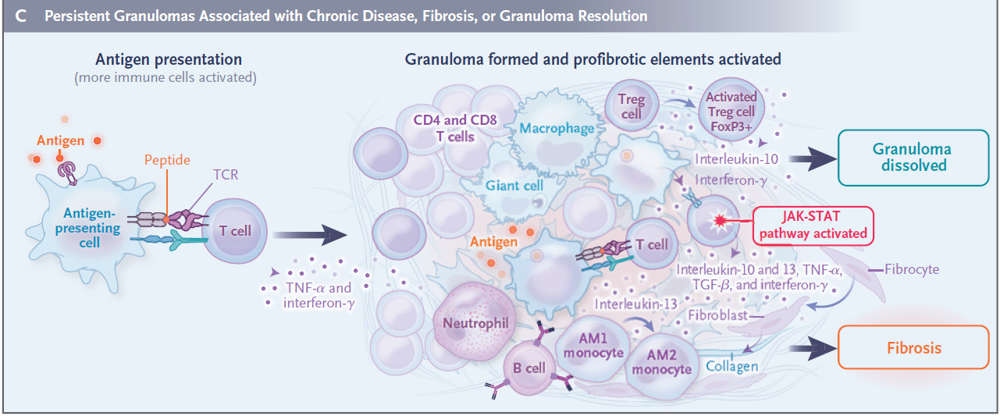 C Persistent Granulomas Associated with Chronic Disease, Fibrosis, or Granuloma Resolution
Antigen presentation
(more immune cells activated)
Antigen
Peptide
TCR
Antigen-
presenting
cell
T cell
TNF-α and
interferon-γ
Granuloma formed and profibrotic elements activated
CD4 and CD8
T cells
Macrophage
Giant cell
Treg
cell
Activated
Treg cell
FoxP3+
Interleukin-10
Interferon-γ
JAK-STAT
pathway activated
Antigen
T cell
Interleukin-10 and 13, TNF-α,
TGF-β, and interferon-γ
Fibrocyte
Interleukin-13
Fibroblast
Neutrophil
B cell
AM1
monocyte
AM2
monocyte
Collagen
Granuloma
dissolved
Fibrosis